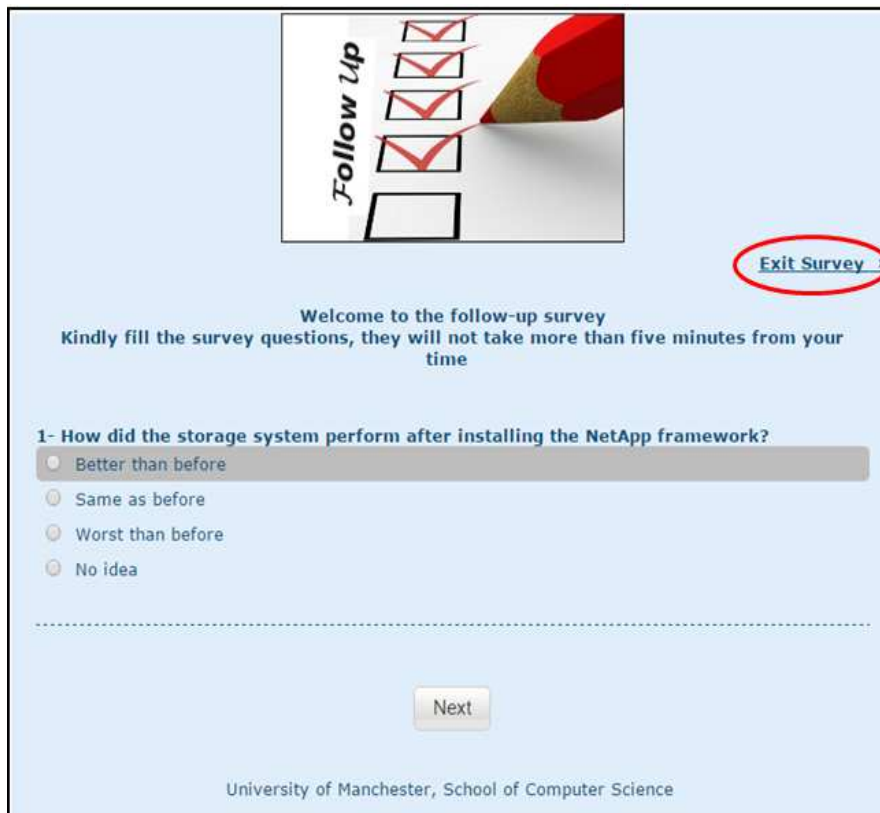 Follow Up
Exit Survey
Welcome to the follow-up survey
Kindly fill the survey questions, they will not take more than five minutes from your
time
1- How did the storage system perform after installing the NetApp framework?
Better than before
Same as before
Worst than before
No idea
Next
University of Manchester, School of Computer Science